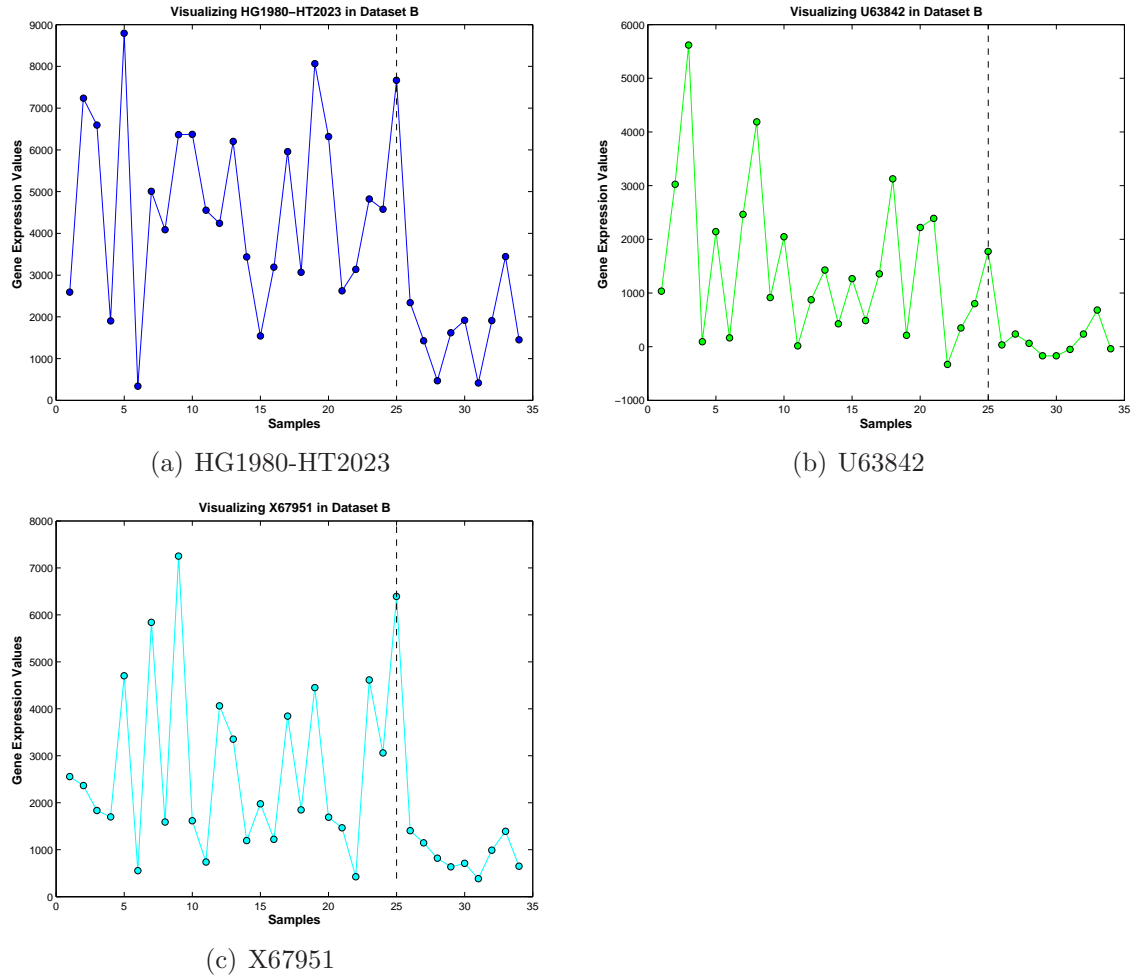 Visualizing HG1980−HT2023 in Dataset B
9000
8000
7000
6000
5000
4000
3000
2000
1000
0
Gene Expression Values
0 5 10 15 20 25 30 35
Samples
(a) HG1980-HT2023
Visualizing U63842 in Dataset B
6000
5000
4000
3000
2000
1000
0
−1000
Gene Expression Values
0 5 10 15 20 25 30 35
Samples
(b) U63842
Visualizing X67951 in Dataset B
8000
7000
6000
5000
4000
3000
2000
1000
0
Gene Expression Values
0 5 10 15 20 25 30 35
Samples
(c) X67951